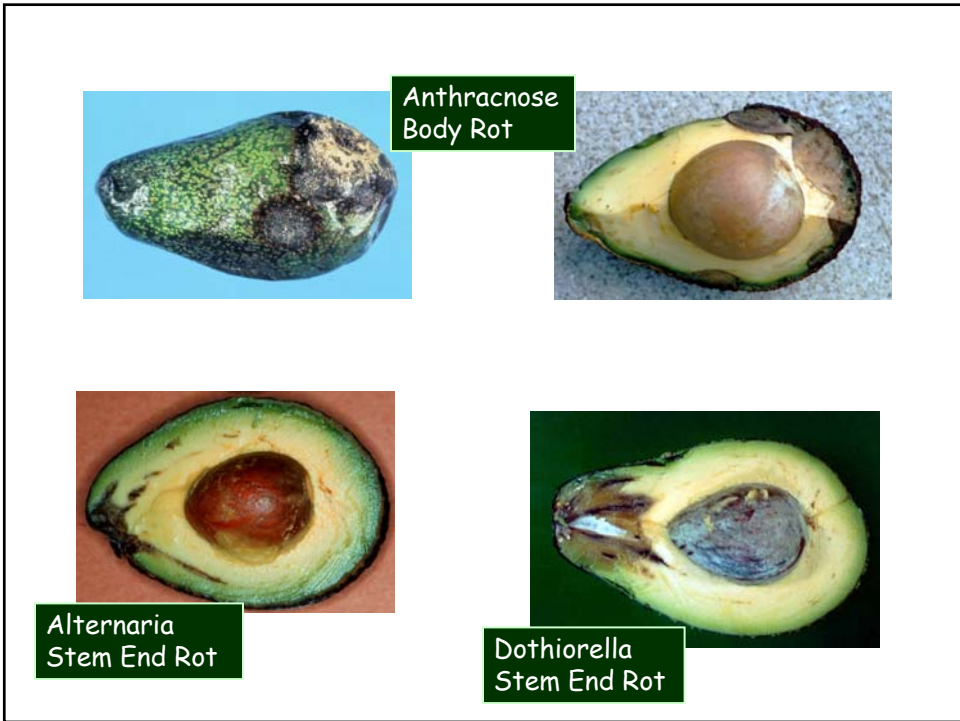 Anthracnose
Body Rot
Alternaria
Stem End Rot
Dothiorella
Stem End Rot